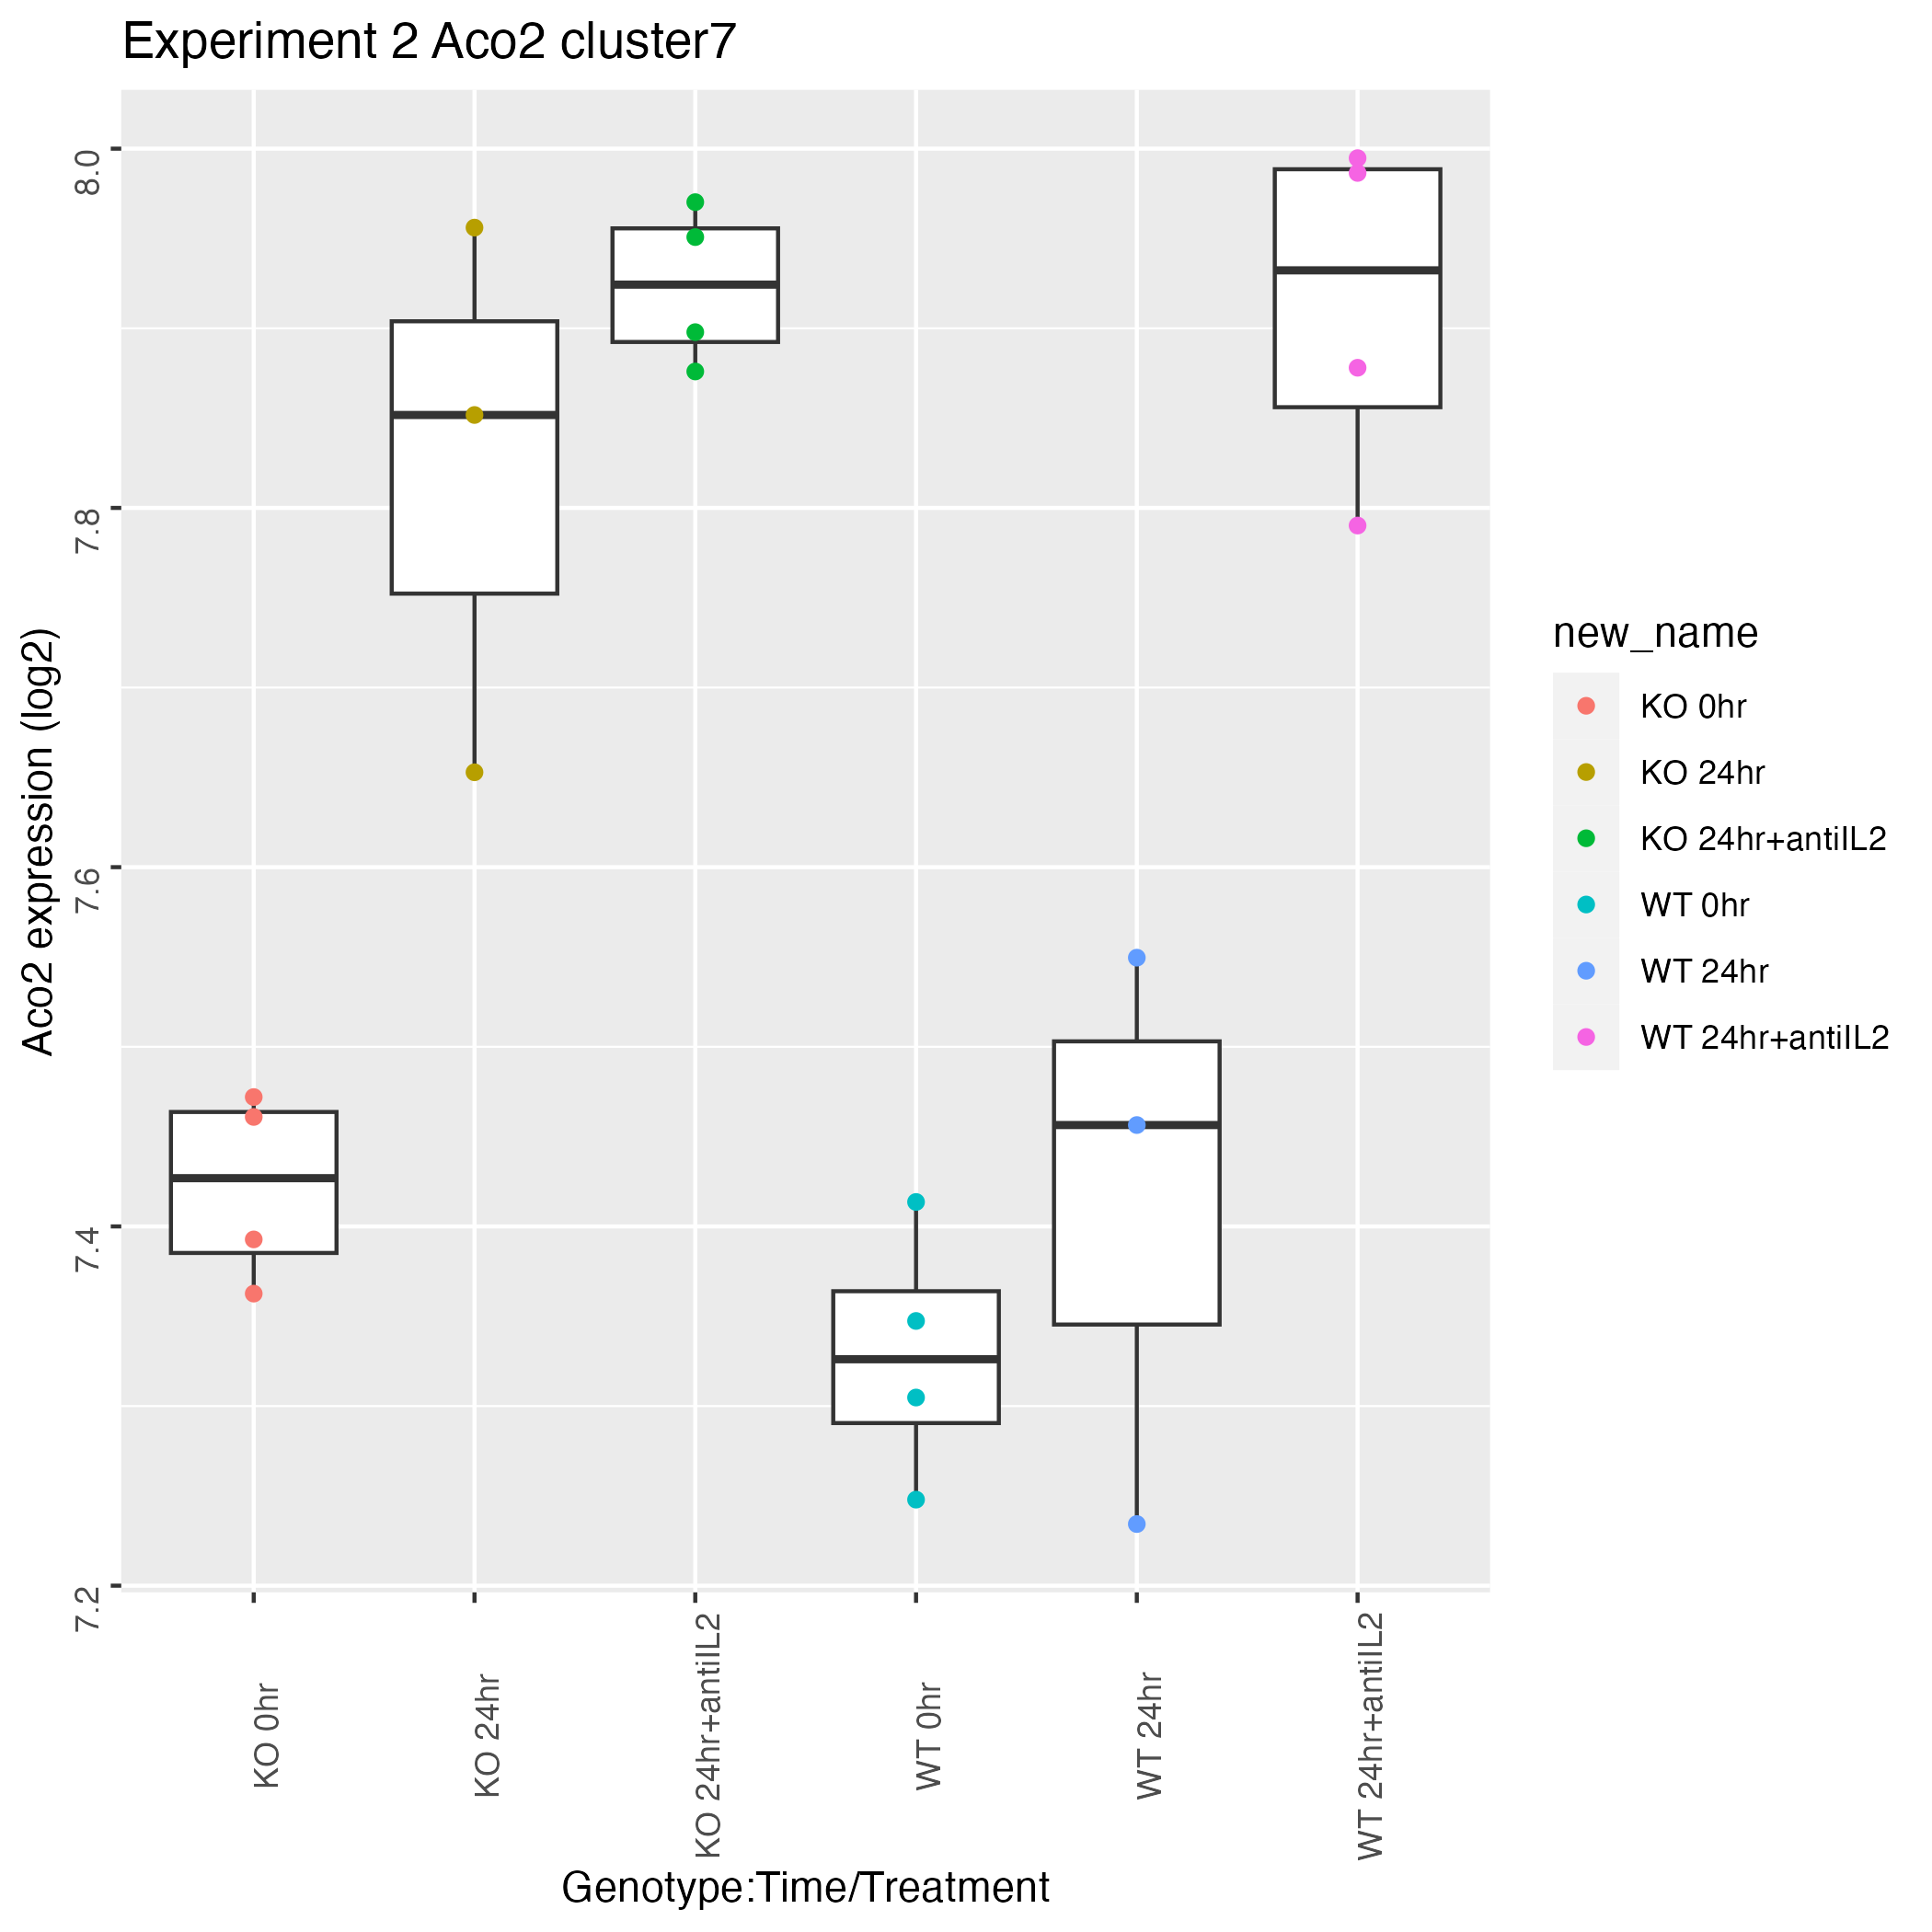 Experiment 2 Aco2 cluster7
Aco2 expression (log2)
8.0
7.8
7.6
7.4
7.2
KO 0hr
KO 24hr
KO 24hr+antiIL2
WT 0hr
WT 24hr
WT 24hr+antiIL2
Genotype:Time/Treatment
new_name
KO 0hr
KO 24hr
KO 24hr+antiIL2
WT 0hr
WT 24hr
WT 24hr+antiIL2